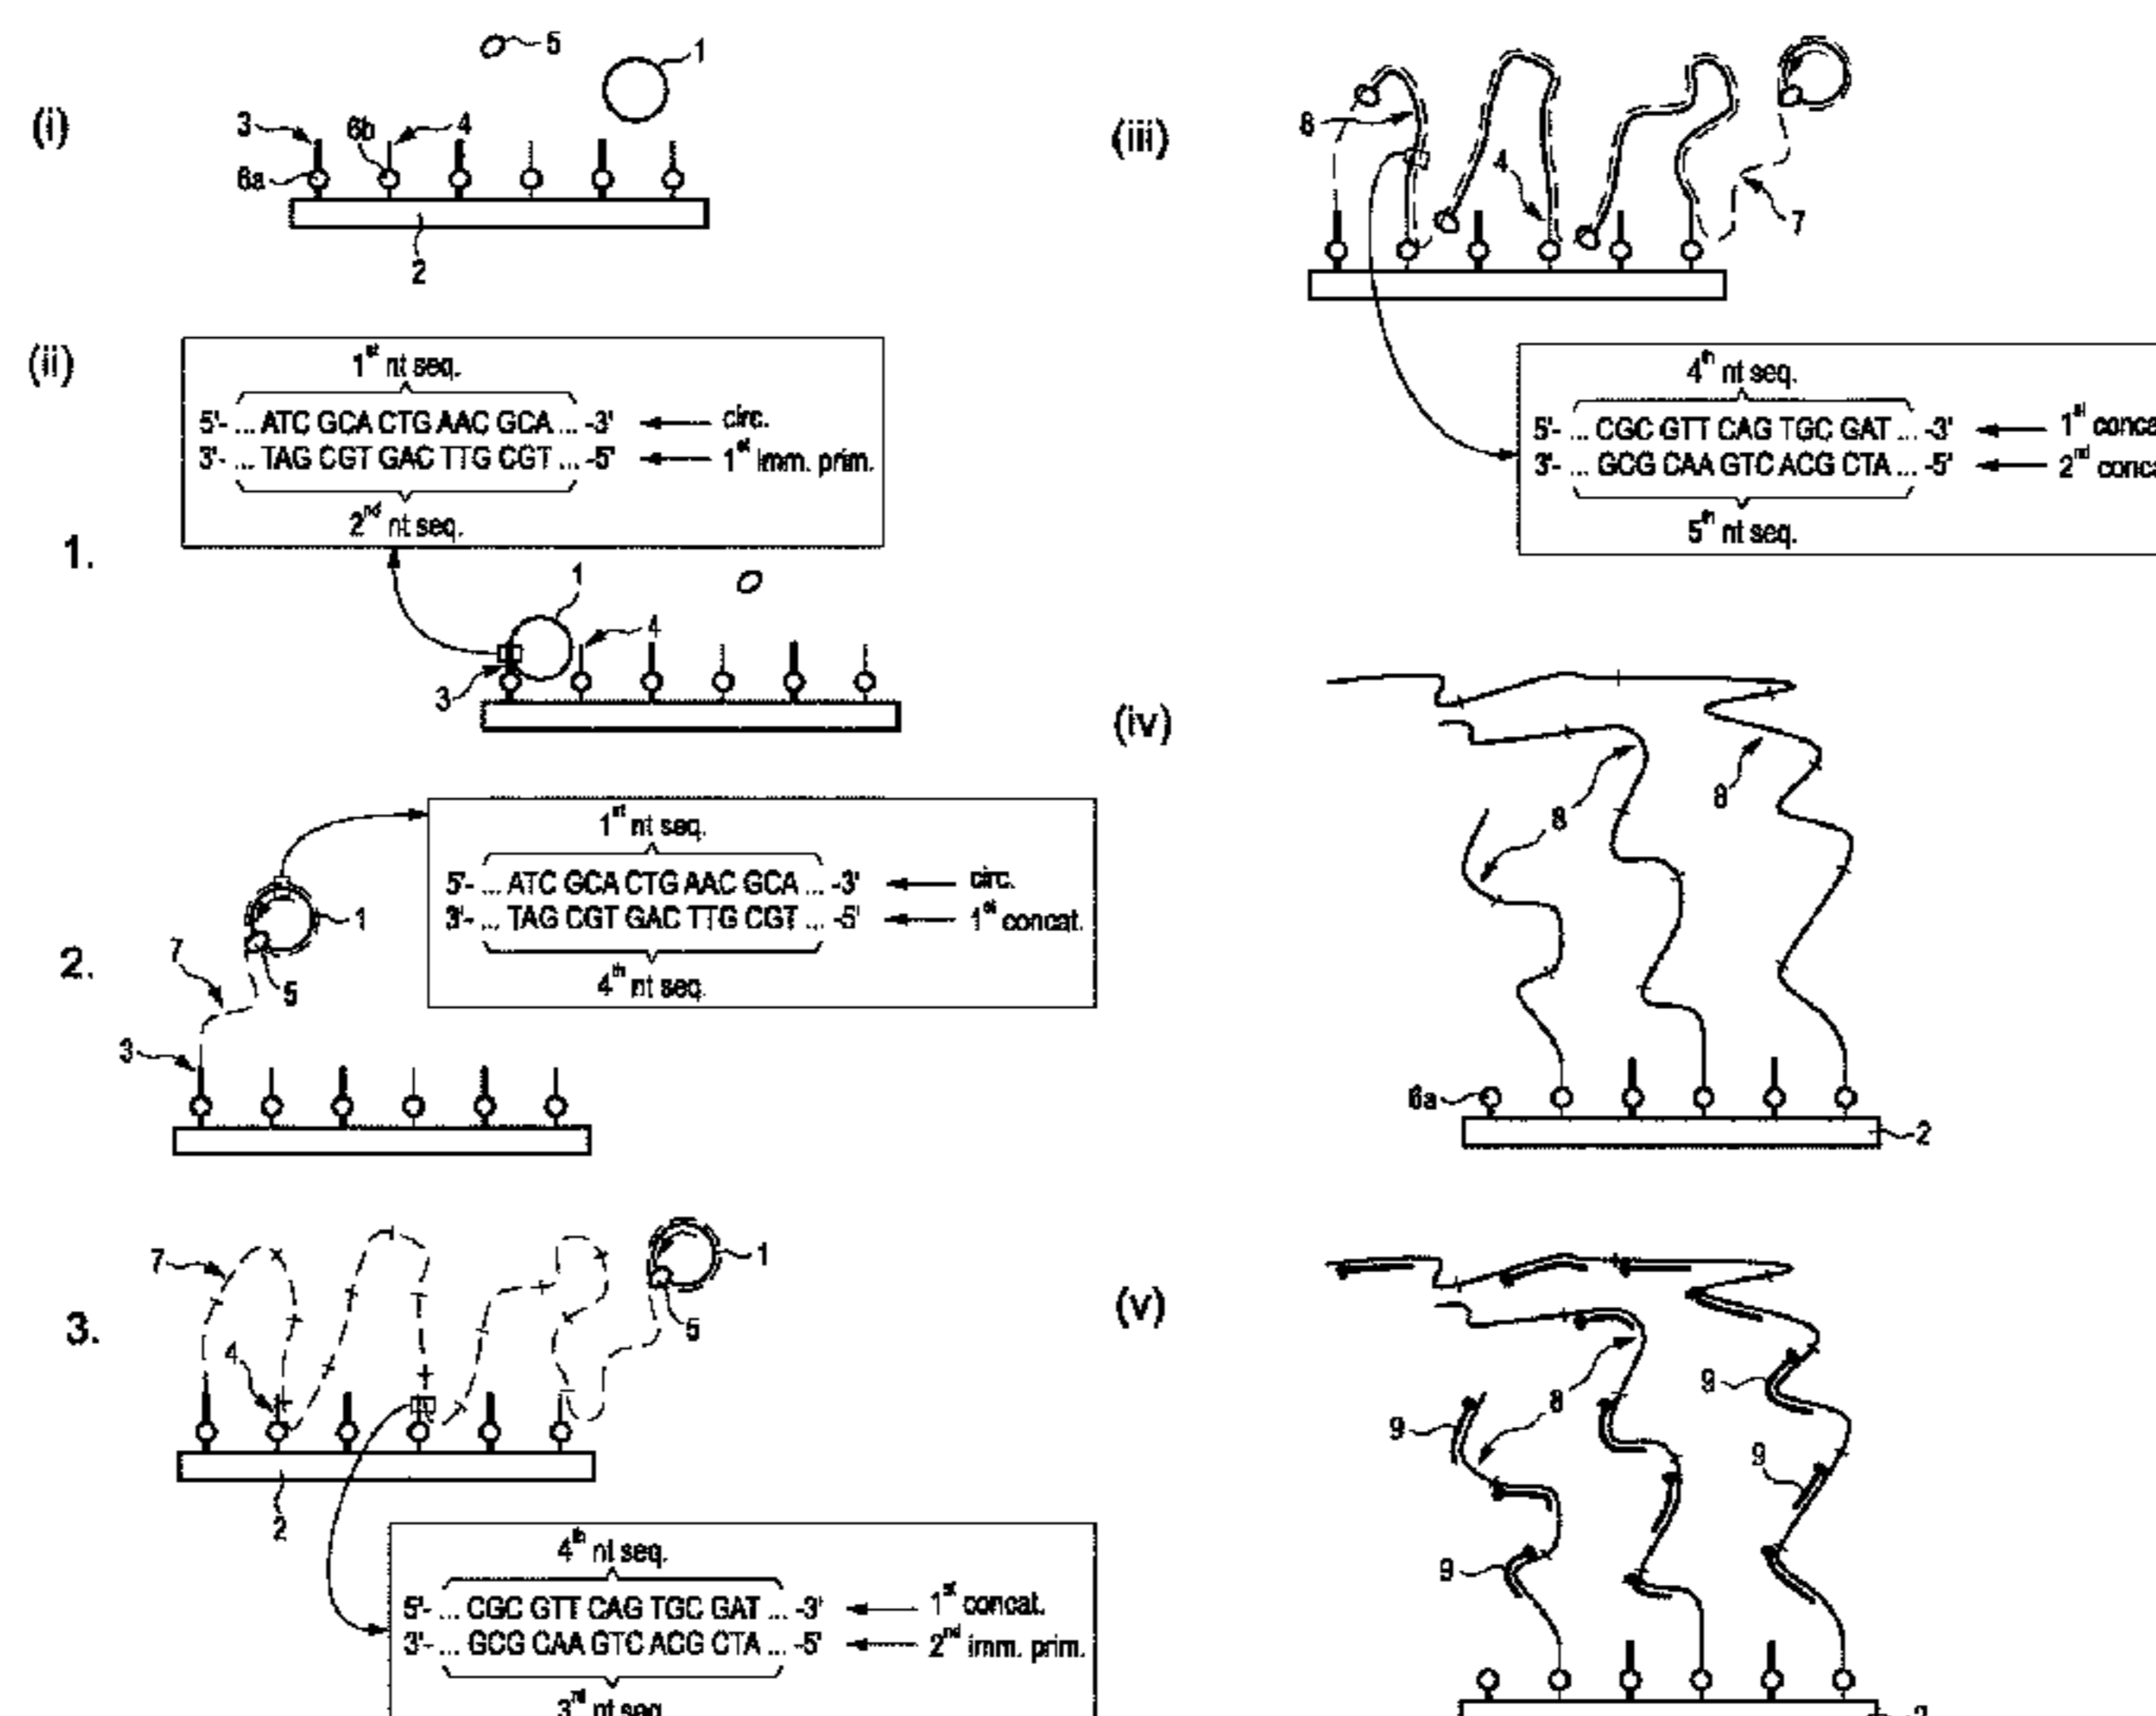 (i)
5
1
3
6b
4
6a
2
(ii)
1st nt seq.
5'- ... ATC GCA CTG AAC GCA ... -3' circ.
3'- ... TAG CGT GAC TTG CGT ... -5' 1st imm. prim.
2nd nt seq.
1.
1
4
3
2.
1st nt seq.
5'- ... ATC GCA CTG AAC GCA ... -3' circ.
3'- ... TAG CGT GAC TTG CGT ... -5' 1st concat.
4th nt seq.
1
7
5
3
3.
7
1
4
5
2
4th nt seq.
5'- ... CGC GTT CAG TGC GAT ... -3' 1st concat.
3'- ... GCG CAA GTC ACG CTA ... -5' 2nd imm. prim.
3rd nt seq.
(iii)
8
4
7
4th nt seq.
5'- ... CGC GTT CAG TGC GAT ... -3' 1st conca
3'- ... GCG CAA GTC ACG CTA ... -5' 2nd conca
5th nt seq.
(iv)
8
8
6a
2
(v)
9
8
9
9
9
2